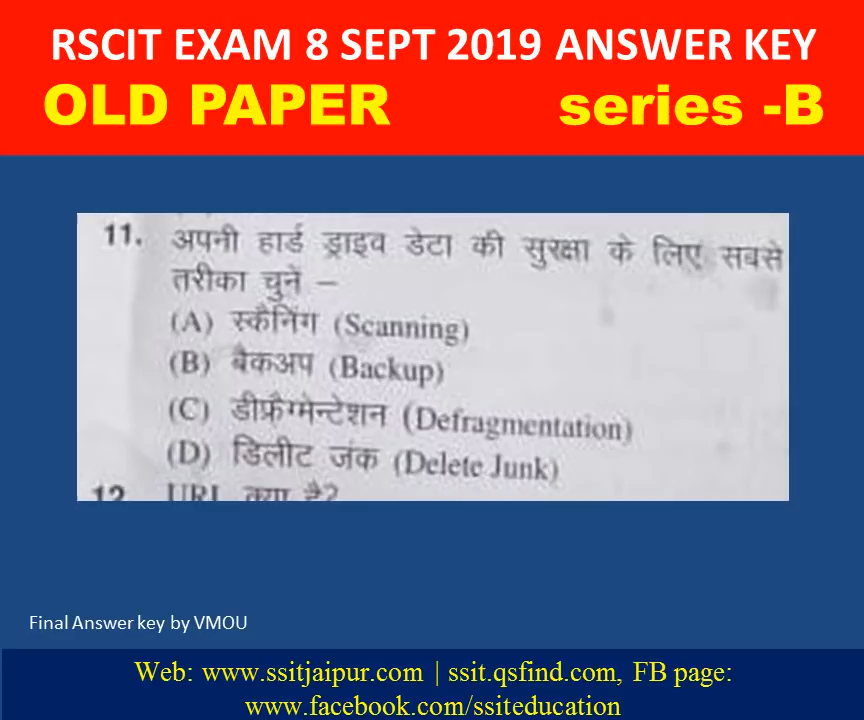 RSCIT EXAM 8 SEPT 2019 ANSWER KEY
OLD PAPER series -B
11. अपनी हार्ड ड्राइव डेटा की सुरक्षा के लिए सबसे
तरीका चुनें –
(A) स्कैनिंग (Scanning)
(B) बैकअप (Backup)
(C) डीफ्रैग्मेन्टेशन (Defragmentation)
(D) डिलीट जंक (Delete Junk)
12 URL क्या है?
Final Answer key by VMOU
Web: www.ssitjaipur.com | ssit.qsfind.com, FB page:
www.facebook.com/ssiteducation